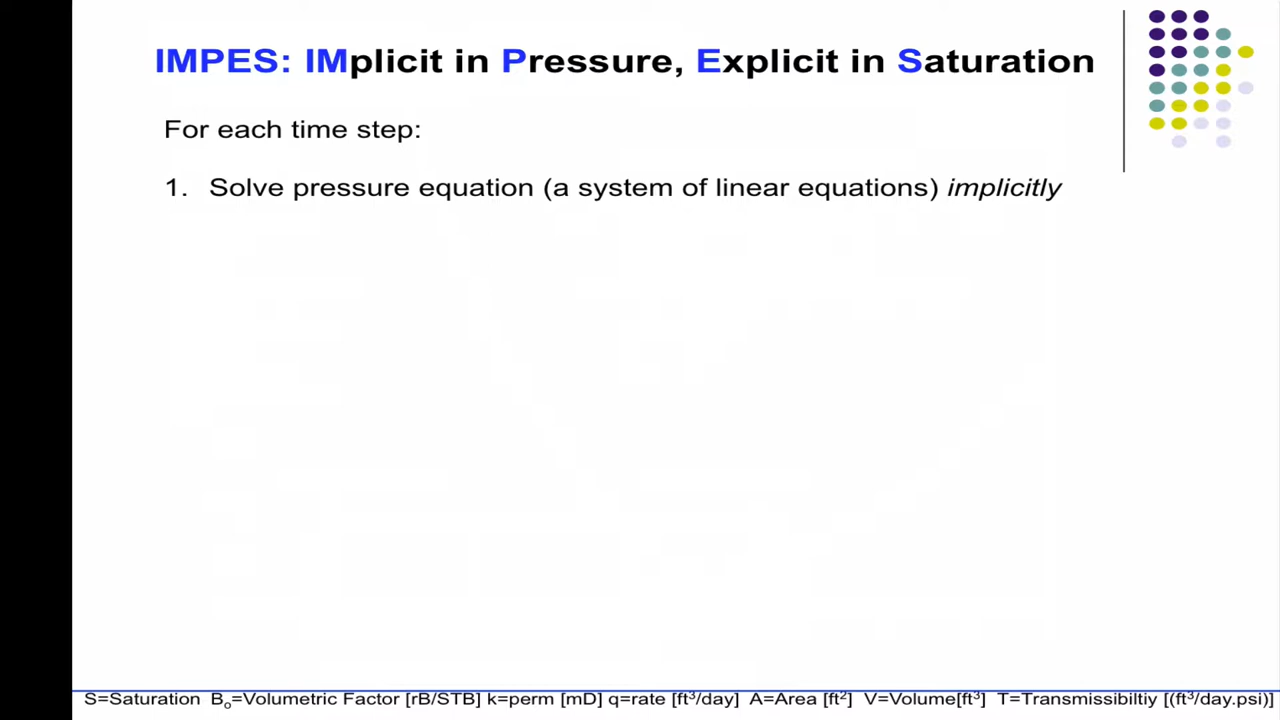 IMPES: IMplicit in Pressure, Explicit in Saturation
For each time step:
1. Solve pressure equation (a system of linear equations) implicitly
S=Saturation Bo=Volumetric Factor [rB/STB] k=perm [mD] q=rate [ft³/day] A=Area [ft²] V=Volume[ft³] T=Transmissibiltiy [(ft³/day.psi)]